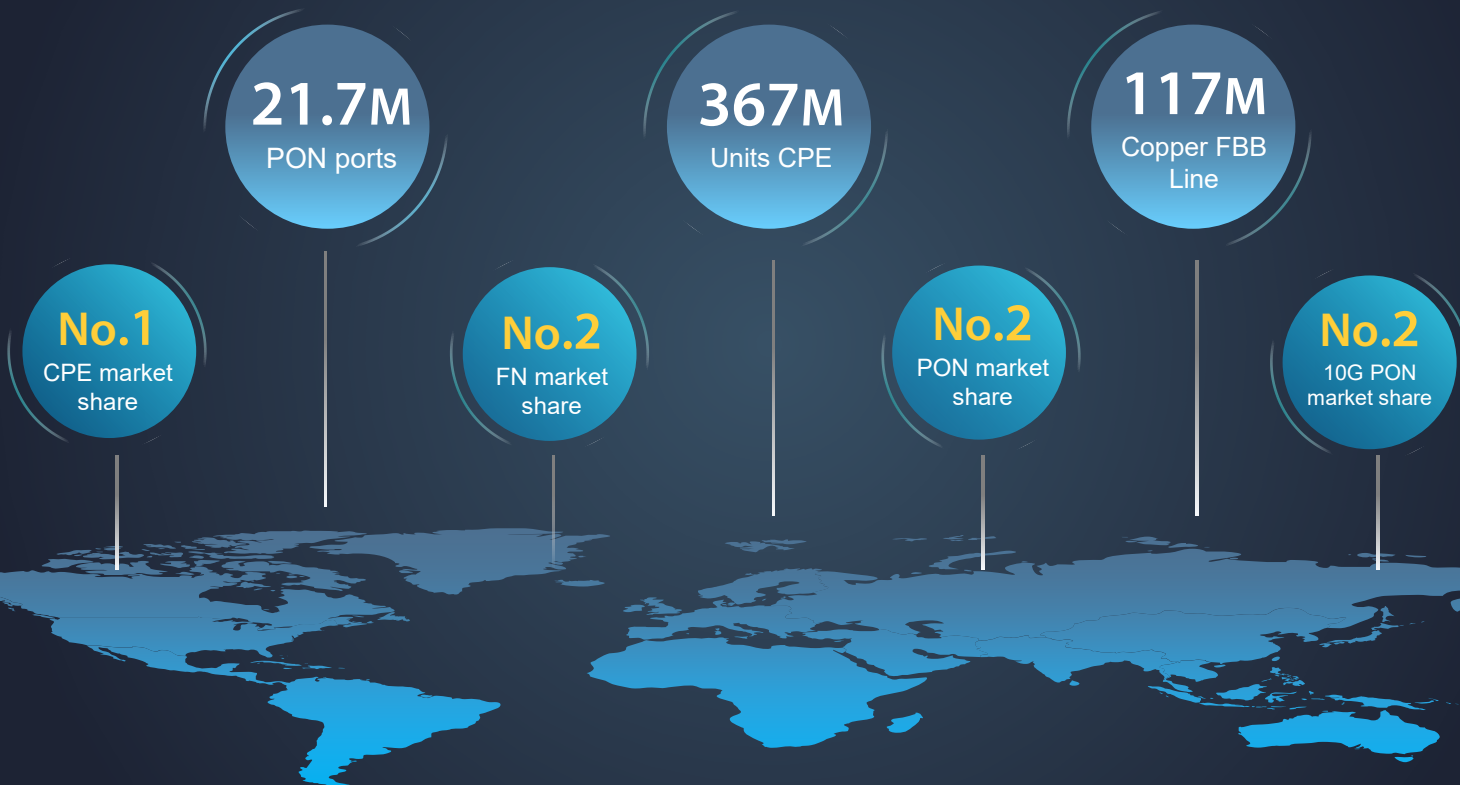 21.7M
PON ports
367M
Units CPE
117M
Copper FBB
Line
No.1
CPE market
share
No.2
FN market
share
No.2
PON market
share
No.2
10G PON
market share